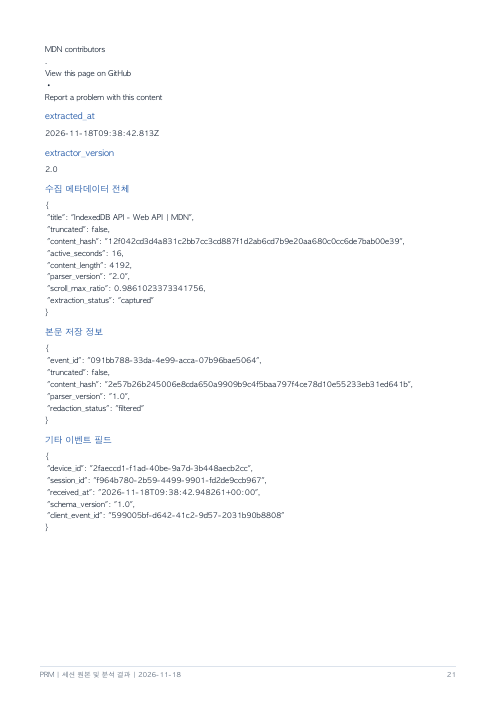 MDN contributors
.
View this page on GitHub
•
Report a problem with this content
extracted_at
2026-11-18T09:38:42.813Z
extractor_version
2.0
수집 메타데이터 전체
{
"title": "IndexedDB API - Web API | MDN",
"truncated": false,
"content_hash": "12f042cd3d4a831c2bb7cc3cd887f1d2ab6cd7b9e20aa680c0cc6de7bab00e39",
"active_seconds": 16,
"content_length": 4192,
"parser_version": "2.0",
"scroll_max_ratio": 0.9861023373341756,
"extraction_status": "captured"
}
본문 저장 정보
{
"event_id": "091bb788-33da-4e99-acca-07b96bae5064",
"truncated": false,
"content_hash": "2e57b26b245006e8cda650a9909b9c4f5baa797f4ce78d10e55233eb31ed641b",
"parser_version": "1.0",
"redaction_status": "filtered"
}
기타 이벤트 필드
{
"device_id": "2faeccd1-f1ad-40be-9a7d-3b448aecb2cc",
"session_id": "f964b780-2b59-4499-9901-fd2de9ccb967",
"received_at": "2026-11-18T09:38:42.948261+00:00",
"schema_version": "1.0",
"client_event_id": "599005bf-d642-41c2-9d57-2031b90b8808"
}
PRM | 세션 원본 및 분석 결과 | 2026-11-18
21